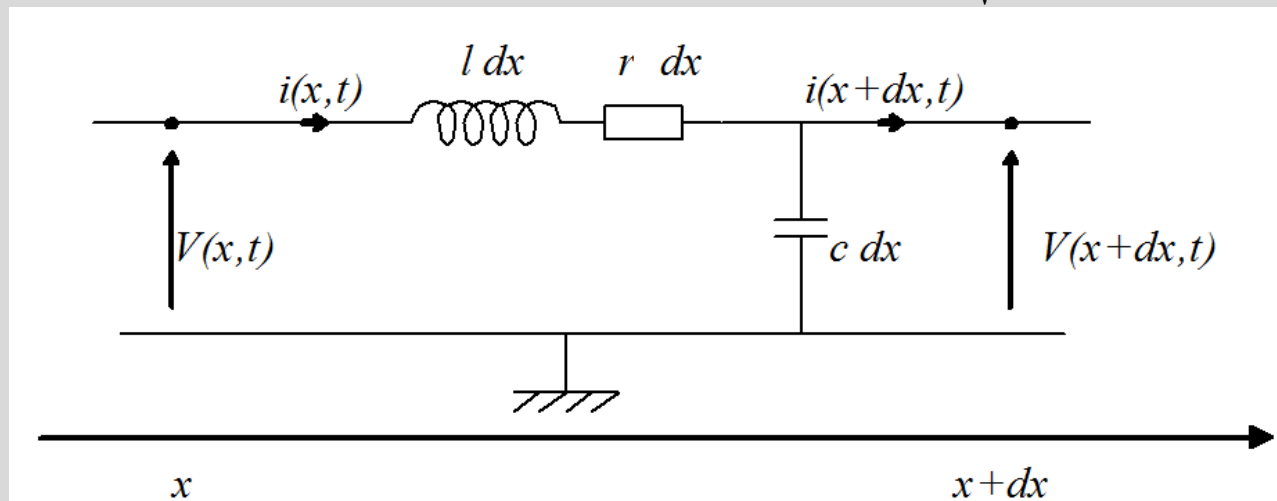 l dx
r dx
i(x,t)
i(x+dx,t)
V(x,t)
c dx
V(x+dx,t)
x
x+dx